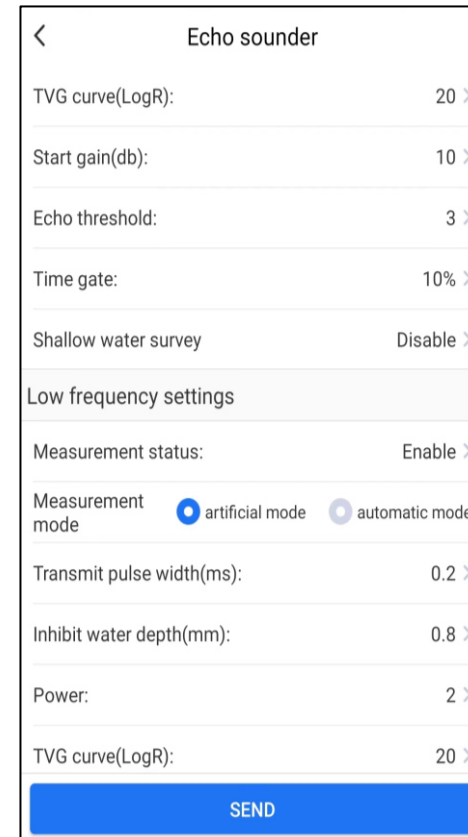 Echo sounder
TVG curve(LogR): 20
Start gain(db): 10
Echo threshold: 3
Time gate: 10%
Shallow water survey Disable
Low frequency settings
Measurement status: Enable
Measurement
mode artificial mode automatic mode
Transmit pulse width(ms): 0.2
Inhibit water depth(mm): 0.8
Power: 2
TVG curve(LogR): 20
SEND